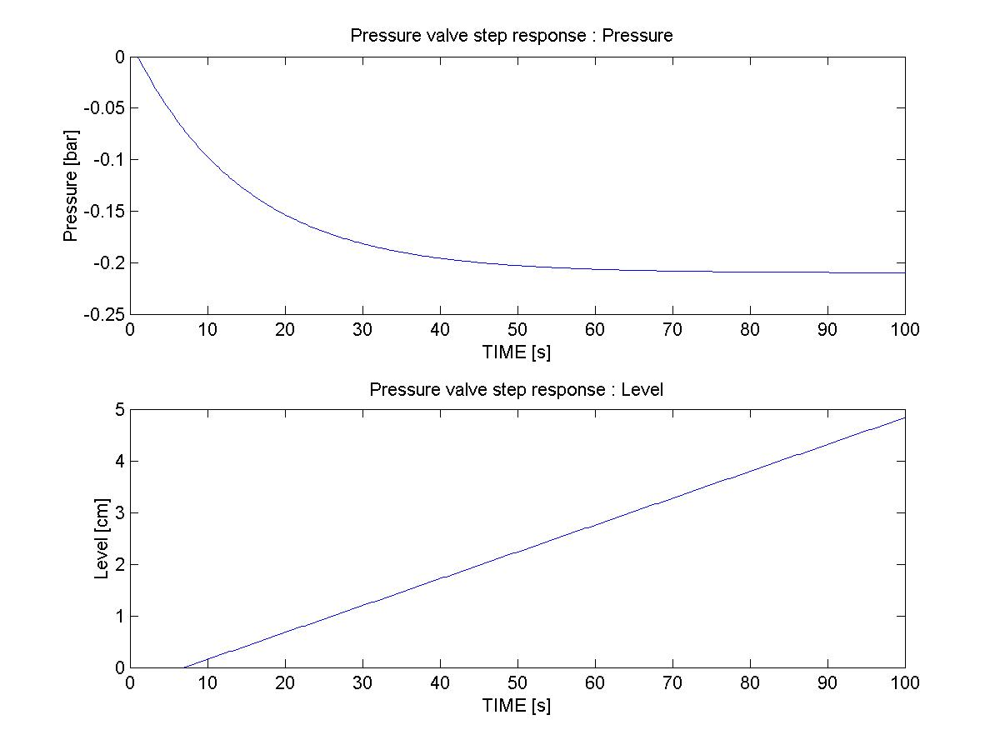 Pressure valve step response : Pressure
0
-0.05
-0.1
-0.15
-0.2
-0.25
Pressure [bar]
0 10 20 30 40 50 60 70 80 90 100
TIME [s]
Pressure valve step response : Level
5
4
3
2
1
0
Level [cm]
0 10 20 30 40 50 60 70 80 90 100
TIME [s]